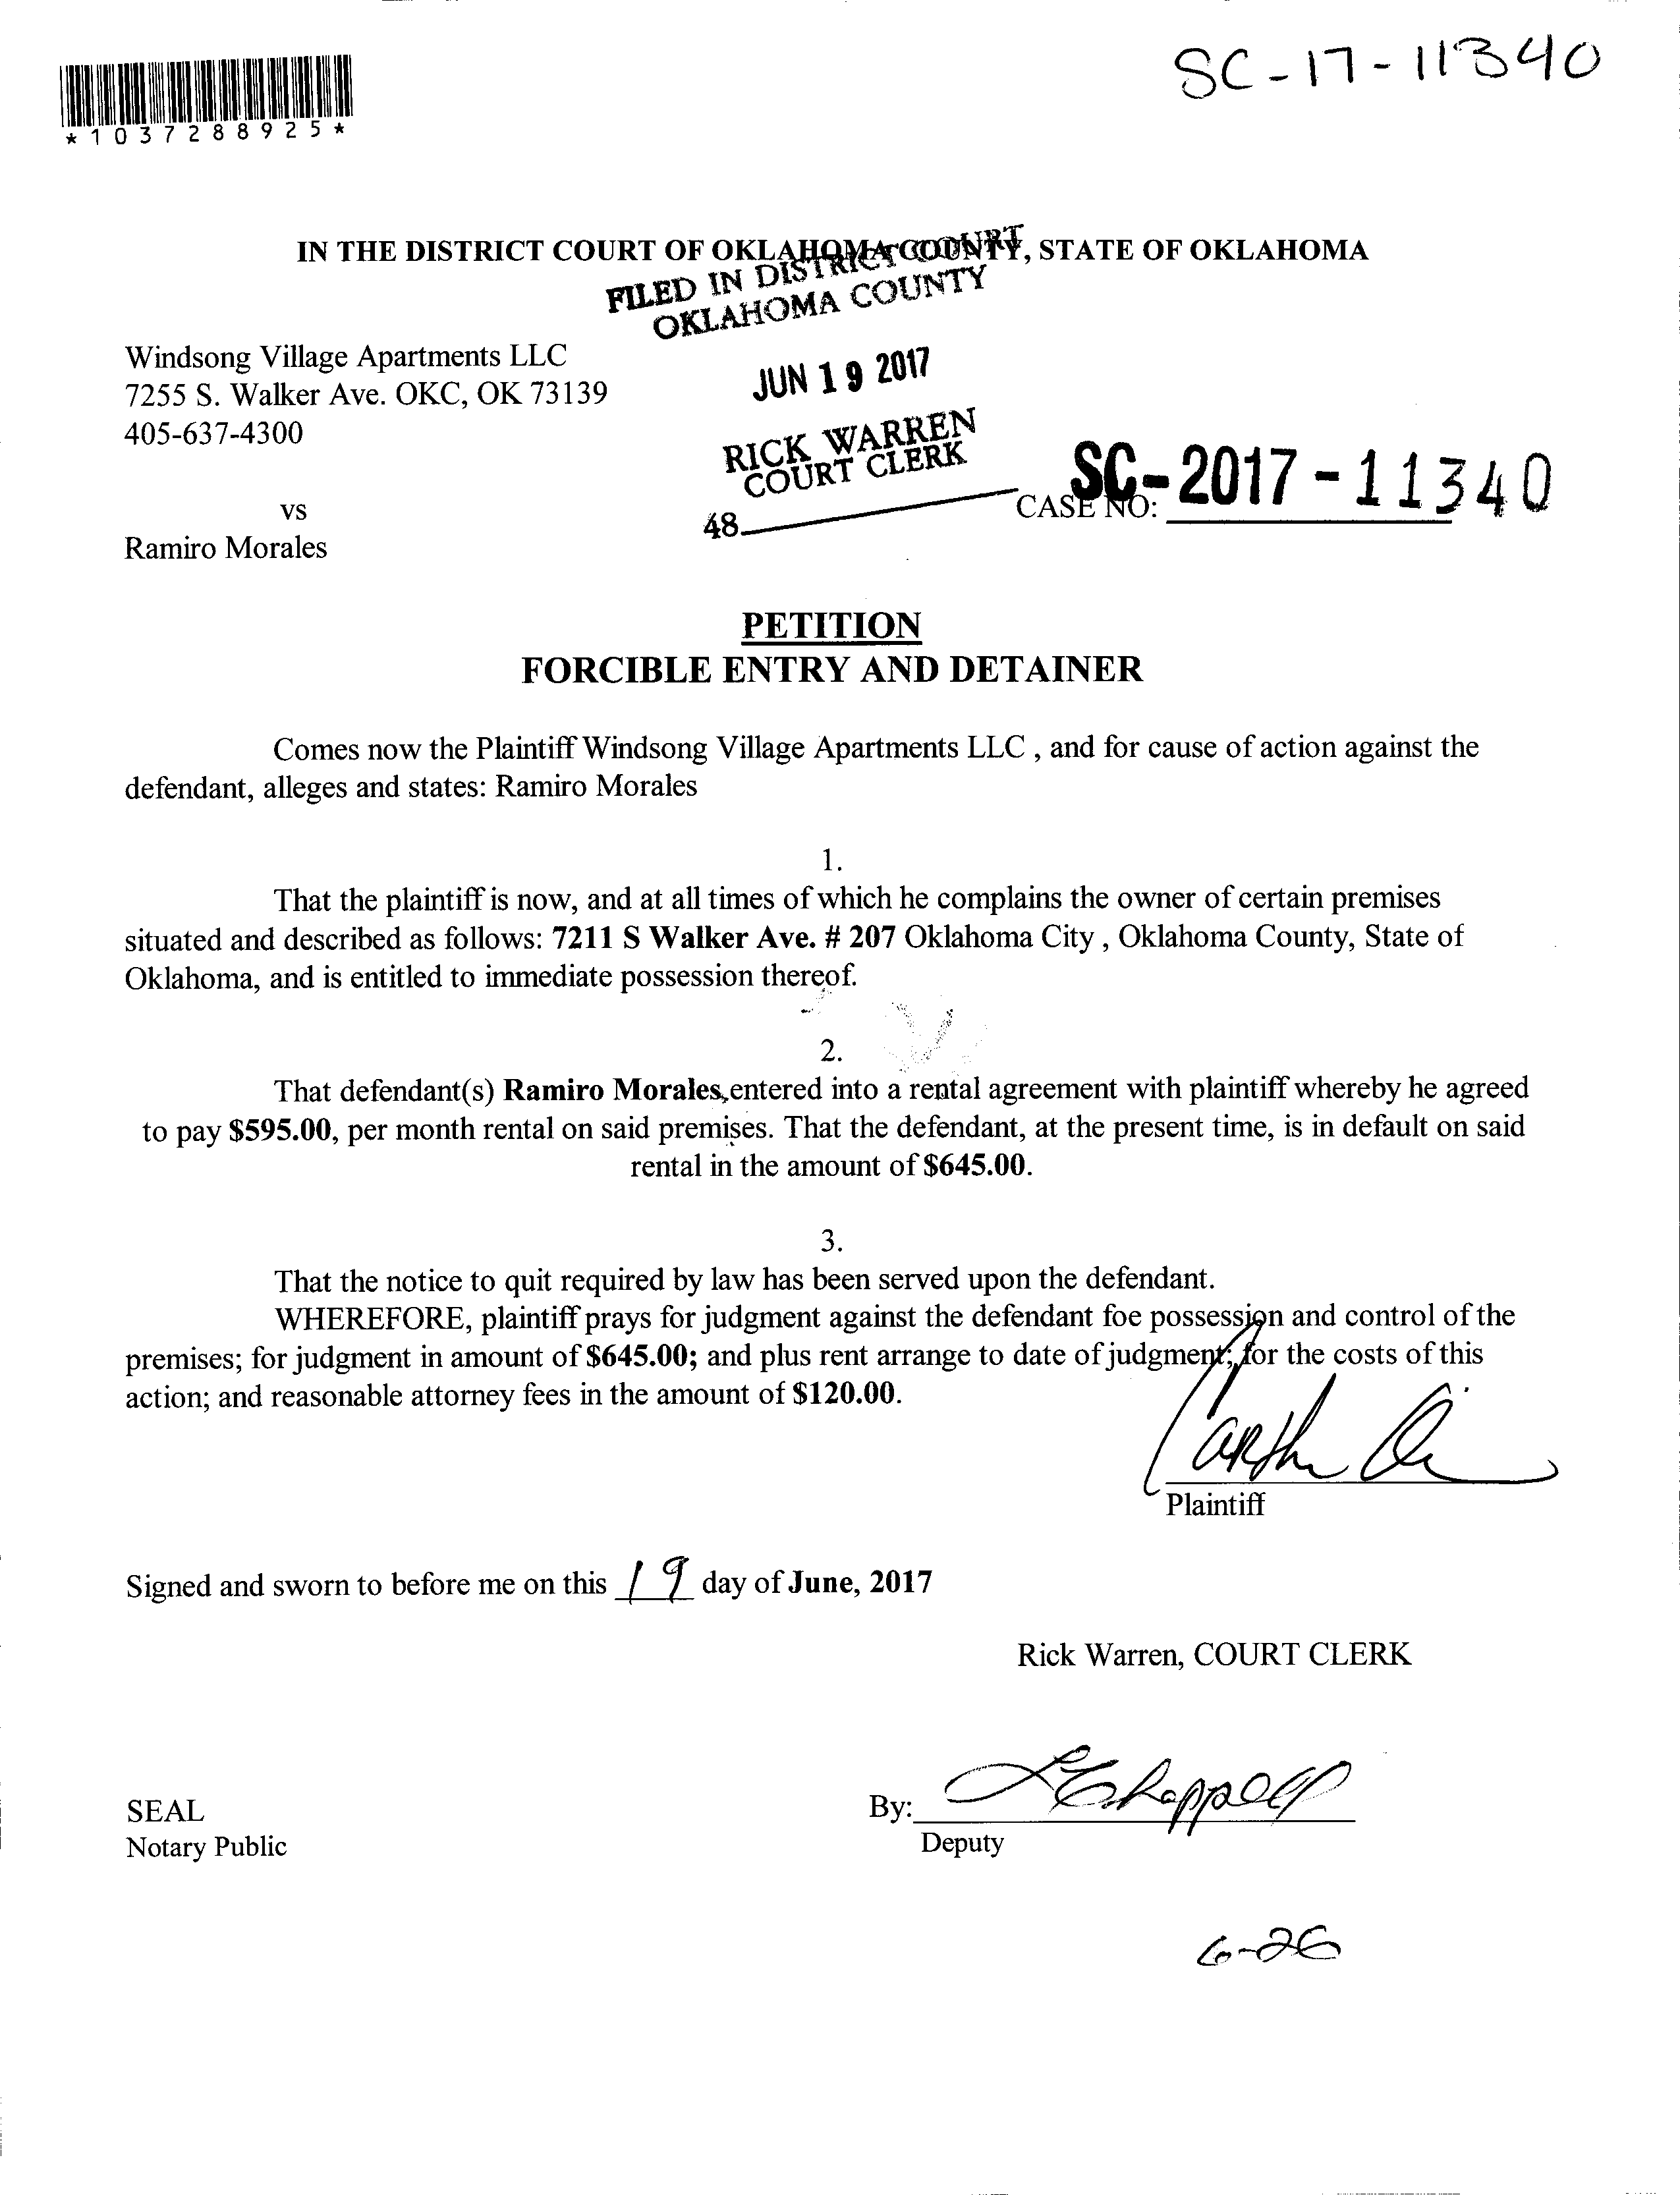 SC-17-11340
*1037288925*
IN THE DISTRICT COURT OF OKLAHOMA COUNTY, STATE OF OKLAHOMA
FILED IN DISTRICT COURT
OKLAHOMA COUNTY
JUN 19 2017
RICK WARREN
COURT CLERK
48
Windsong Village Apartments LLC
7255 S. Walker Ave. OKC, OK 73139
405-637-4300
CASE NO: SC-2017-11340
vs
Ramiro Morales
PETITION
FORCIBLE ENTRY AND DETAINER
Comes now the Plaintiff Windsong Village Apartments LLC , and for cause of action against the
defendant, alleges and states: Ramiro Morales
1.
That the plaintiff is now, and at all times of which he complains the owner of certain premises
situated and described as follows: 7211 S Walker Ave. # 207 Oklahoma City , Oklahoma County, State of
Oklahoma, and is entitled to immediate possession thereof.
2.
That defendant(s) Ramiro Morales, entered into a rental agreement with plaintiff whereby he agreed
to pay $595.00, per month rental on said premises. That the defendant, at the present time, is in default on said
rental in the amount of $645.00.
3.
That the notice to quit required by law has been served upon the defendant.
WHEREFORE, plaintiff prays for judgment against the defendant foe possession and control of the
premises; for judgment in amount of $645.00; and plus rent arrange to date of judgment; for the costs of this
action; and reasonable attorney fees in the amount of $120.00.
Plaintiff
Signed and sworn to before me on this 19 day of June, 2017
Rick Warren, COURT CLERK
SEAL
Notary Public
By: Chappell
Deputy
6-26